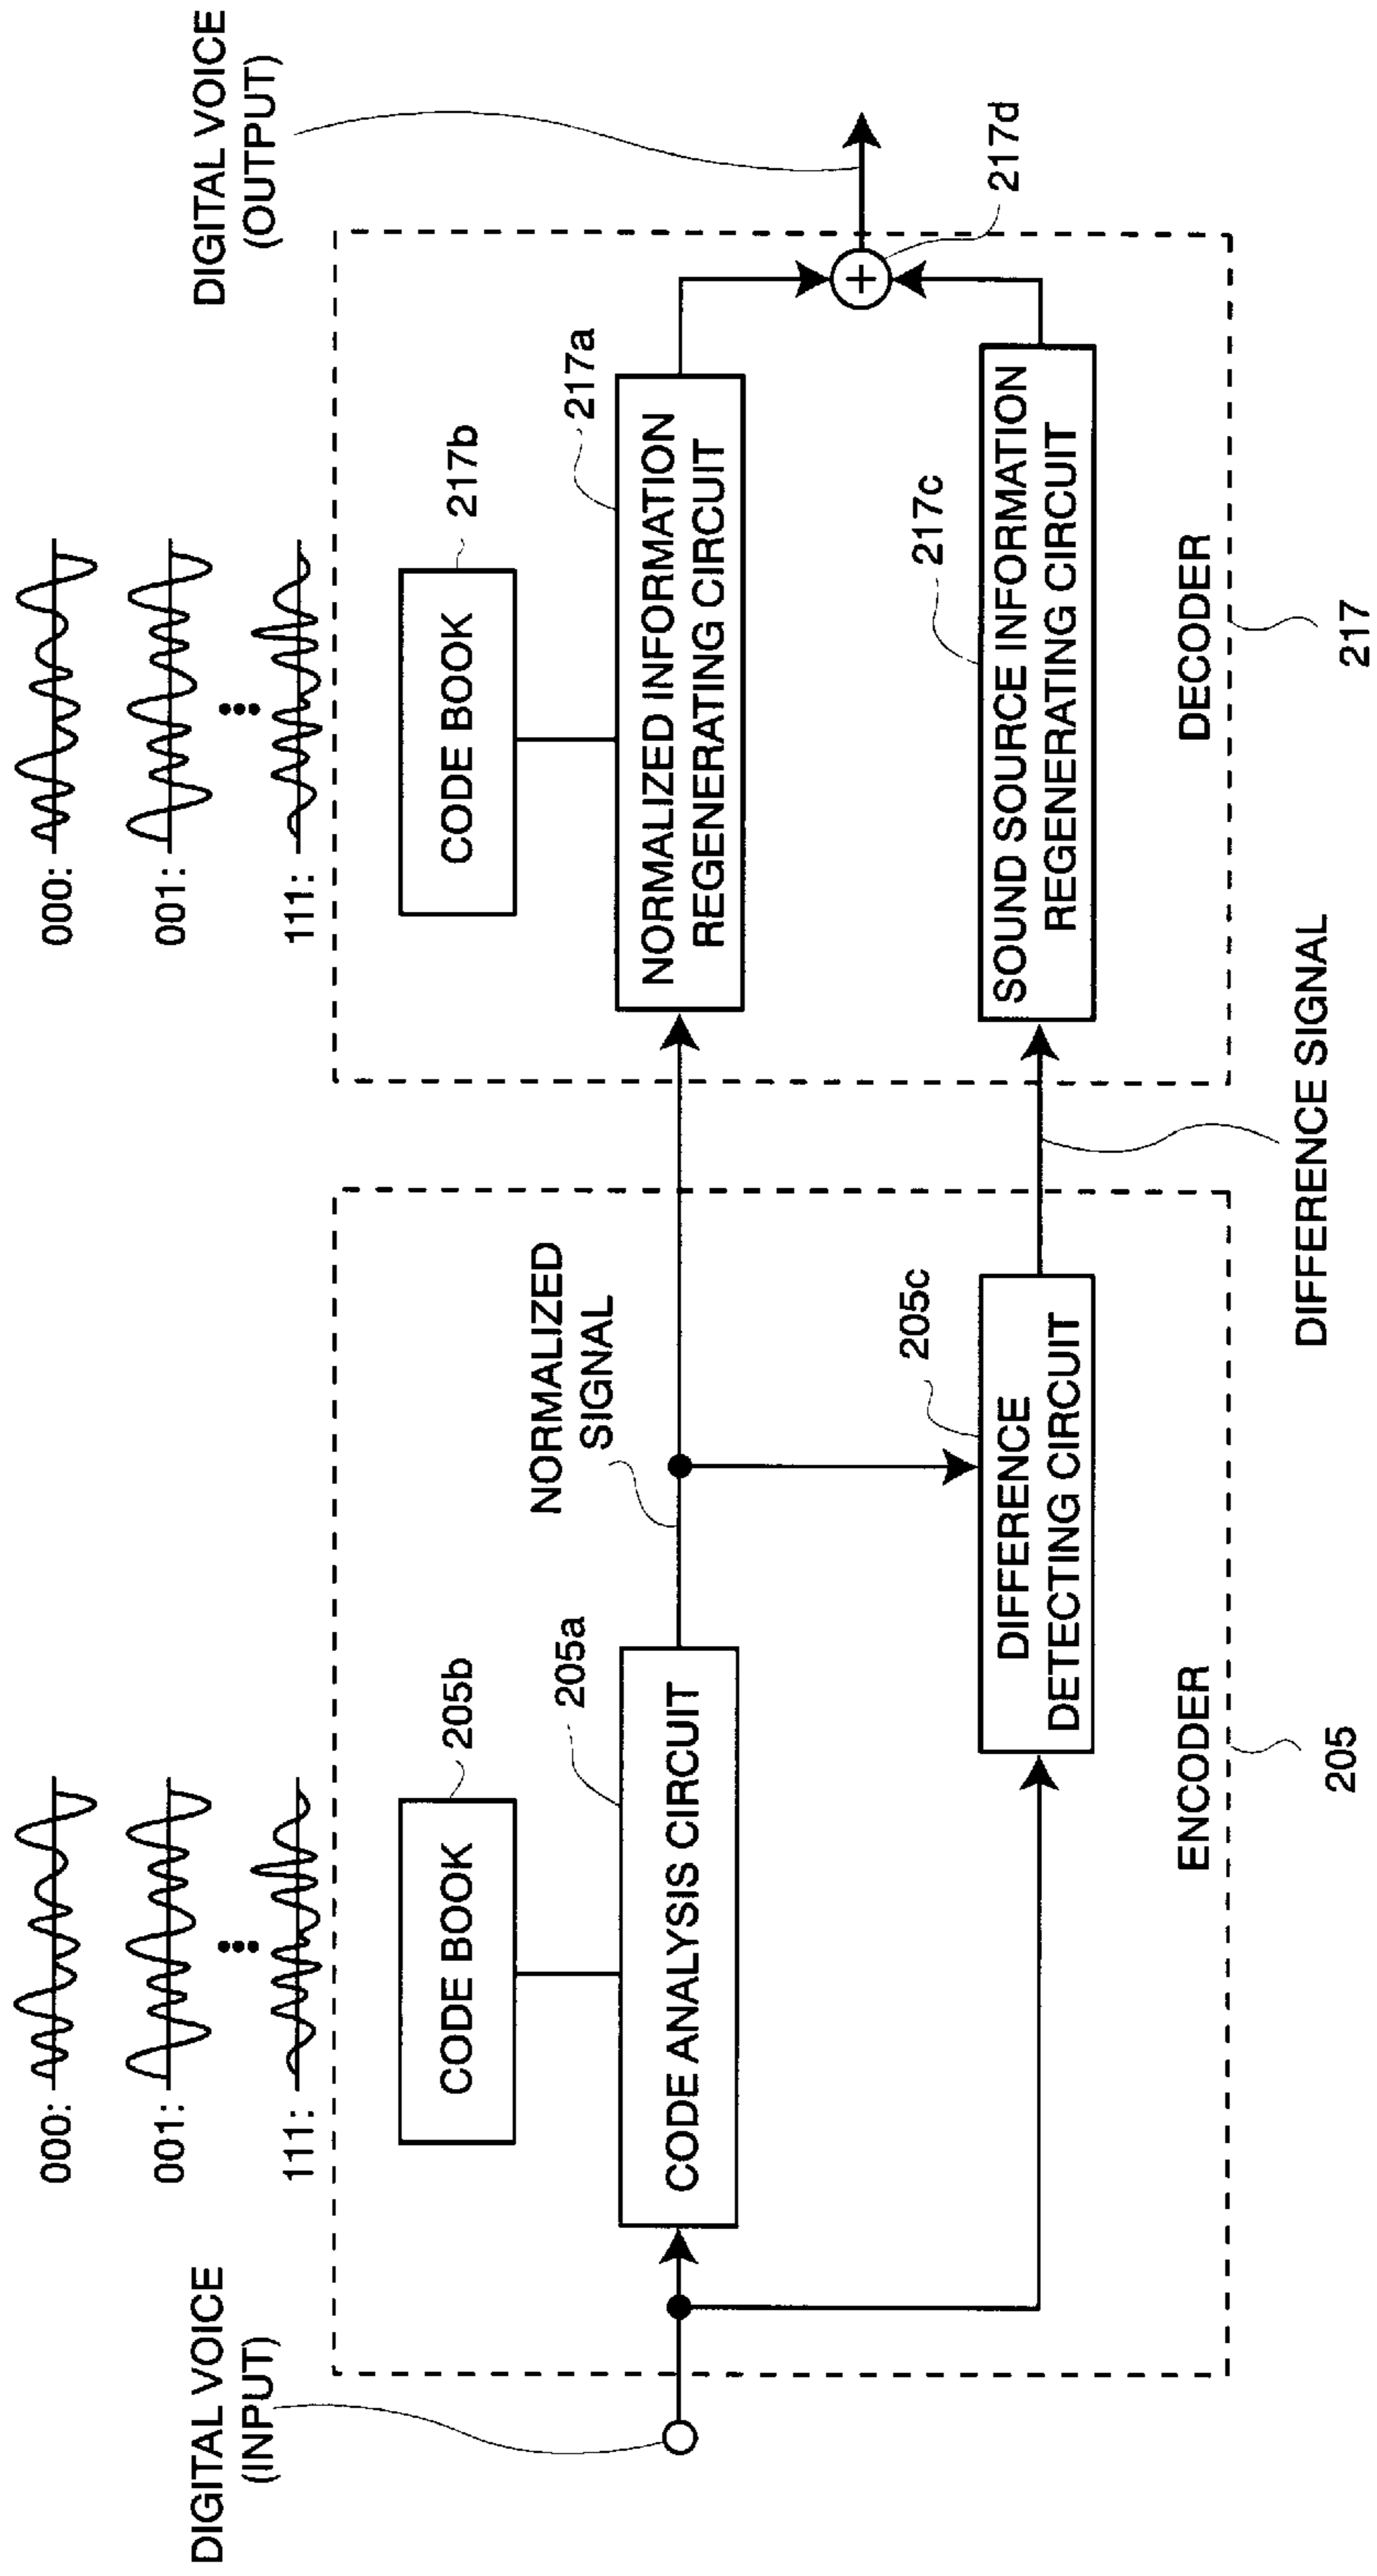 000:
001:
111:
000:
001:
111:
DIGITAL VOICE
(INPUT)
DIGITAL VOICE
(OUTPUT)
CODE BOOK
205b
CODE ANALYSIS CIRCUIT
205a
NORMALIZED
SIGNAL
DIFFERENCE
DETECTING CIRCUIT
205c
ENCODER
205
DIFFERENCE SIGNAL
CODE BOOK
217b
NORMALIZED INFORMATION
REGENERATING CIRCUIT
217a
SOUND SOURCE INFORMATION
REGENERATING CIRCUIT
217c
+
217d
DECODER
217